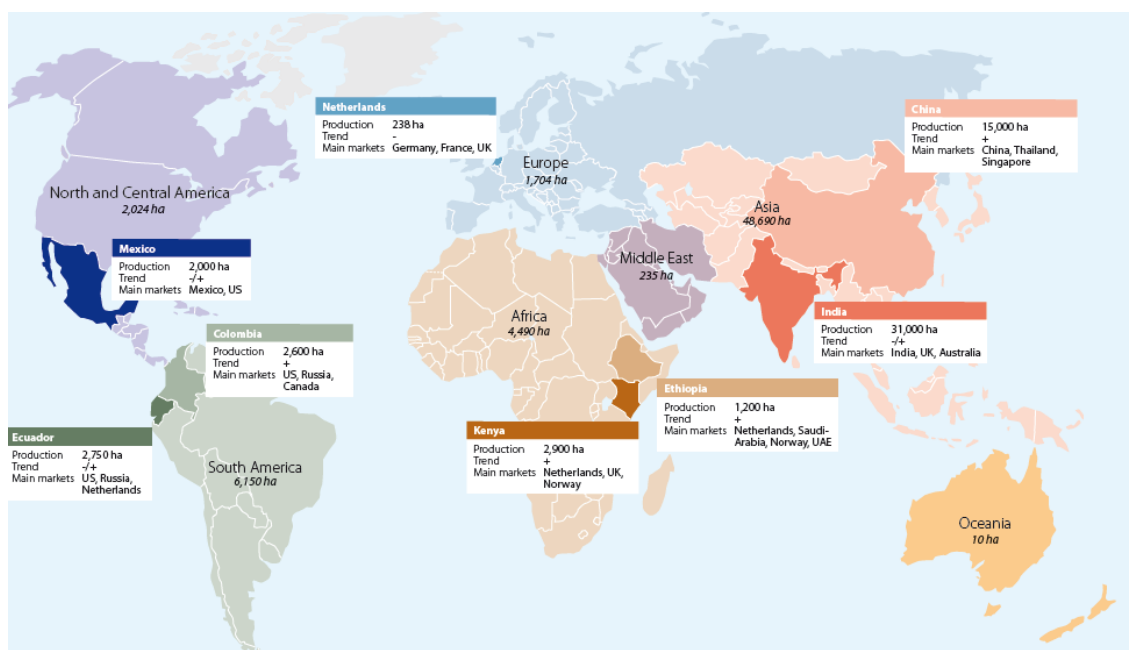 Netherlands
Production 238 ha
Trend -
Main markets Germany, France, UK
China
Production 15,000 ha
Trend +
Main markets China, Thailand,
Singapore
Europe
1,704 ha
North and Central America
2,024 ha
Asia
48,690 ha
Mexico
Production 2,000 ha
Trend -/+
Main markets Mexico, US
Middle East
235 ha
Africa
4,490 ha
India
Production 31,000 ha
Trend -/+
Main markets India, UK, Australia
Colombia
Production 2,600 ha
Trend +
Main markets US, Russia,
Canada
Ethiopia
Production 1,200 ha
Trend +
Main markets Netherlands, Saudi-
Arabia, Norway, UAE
Kenya
Production 2,900 ha
Trend +
Main markets Netherlands, UK,
Norway
Ecuador
Production 2,750 ha
Trend -/+
Main markets US, Russia,
Netherlands
South America
6,150 ha
Oceania
10 ha